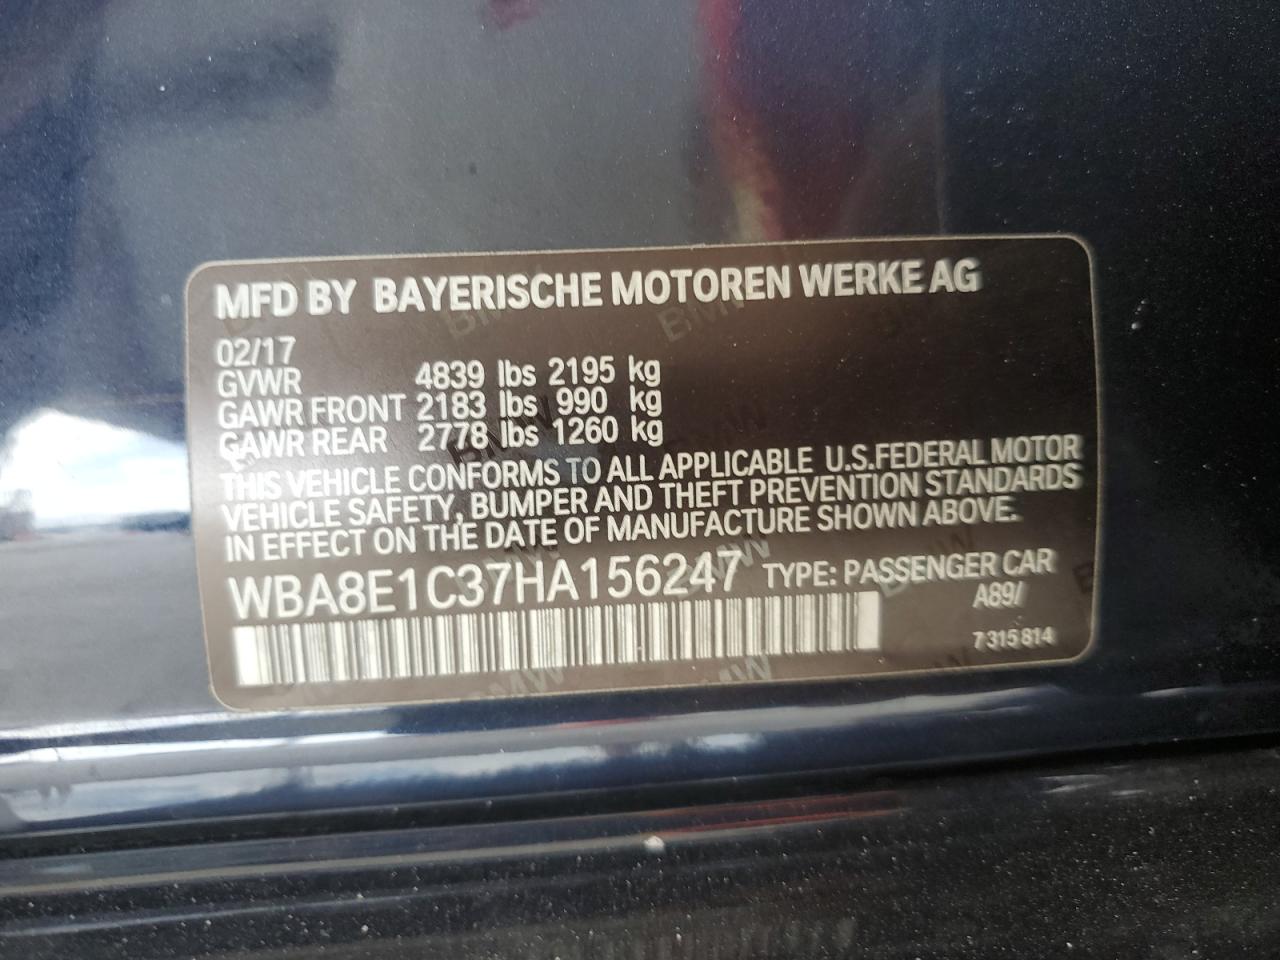 MFD BY BAYERISCHE MOTOREN WERKE AG
02/17
GVWR 4839 lbs 2195 kg
GAWR FRONT 2183 lbs 990 kg
GAWR REAR 2778 lbs 1260 kg
THIS VEHICLE CONFORMS TO ALL APPLICABLE U.S.FEDERAL MOTOR
VEHICLE SAFETY, BUMPER AND THEFT PREVENTION STANDARDS
IN EFFECT ON THE DATE OF MANUFACTURE SHOWN ABOVE.
WBA8E1C37HA156247 TYPE: PASSENGER CAR
A89/
7 315 814